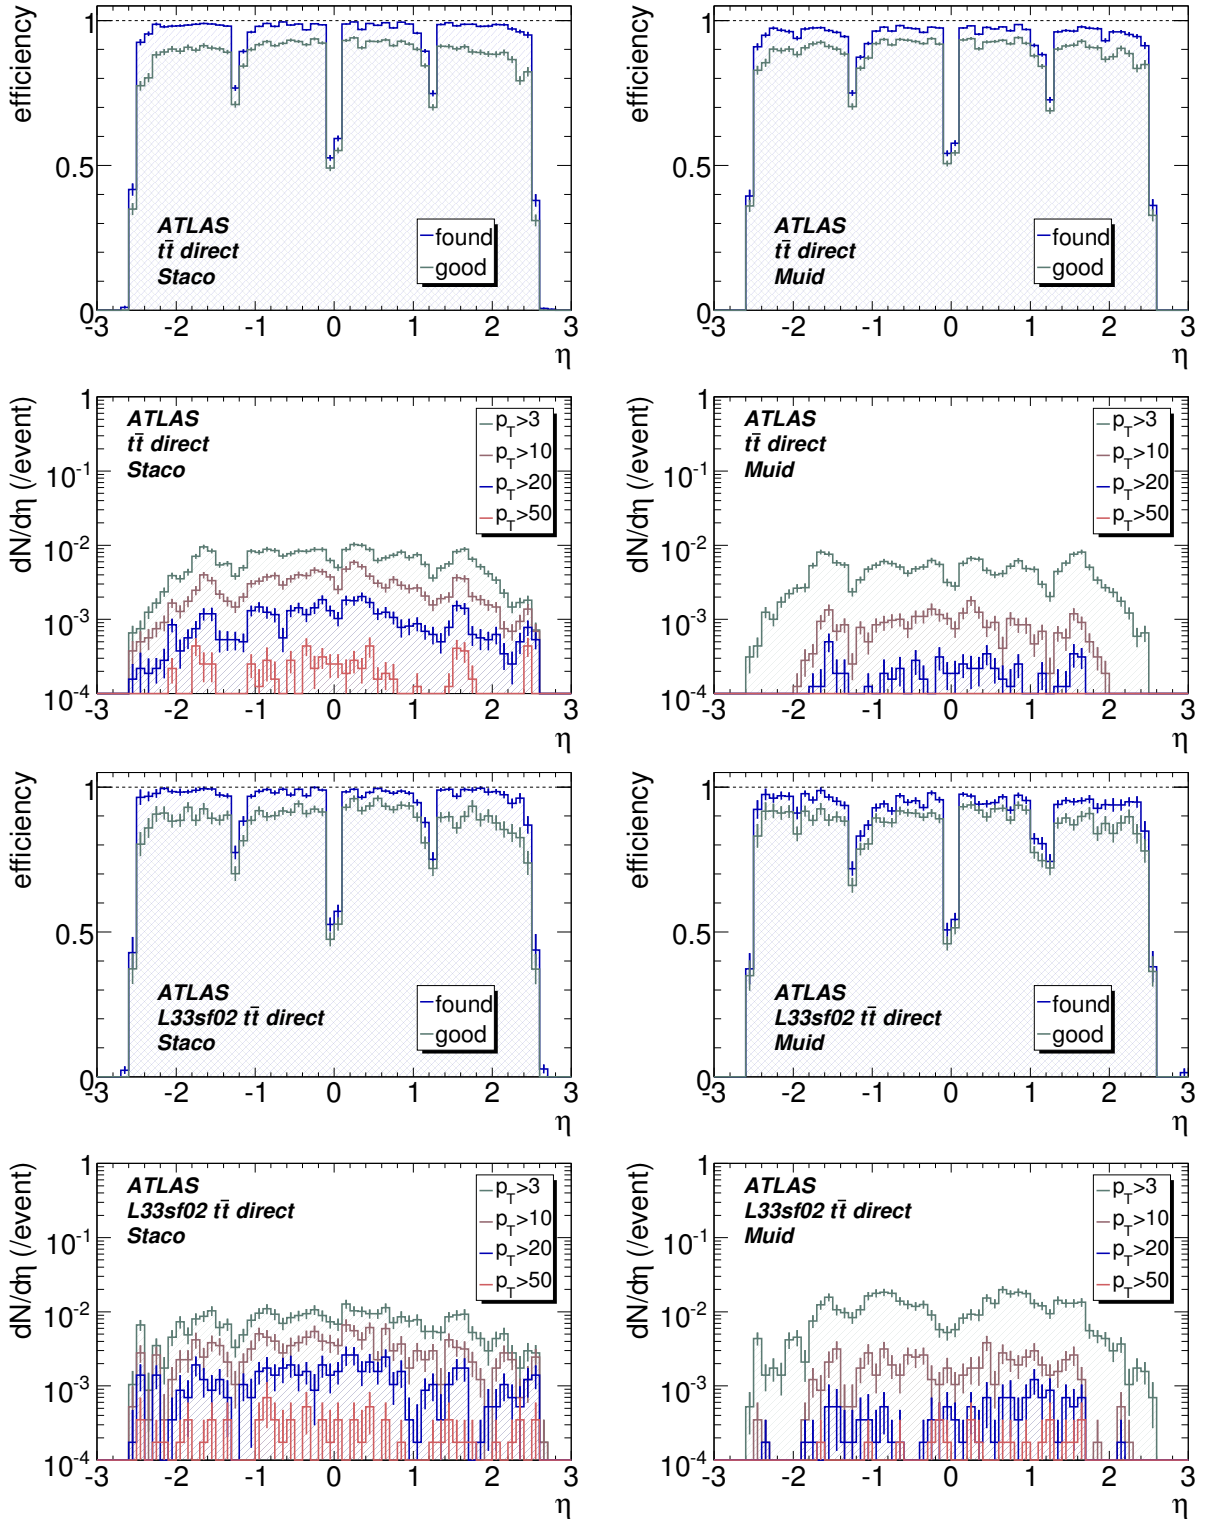 efficiency
1
0.5
0
ATLAS
tt̄ direct
Staco
found
good
-3 -2 -1 0 1 2 3
η
efficiency
1
0.5
0
ATLAS
tt̄ direct
Muid
found
good
-3 -2 -1 0 1 2 3
η
dN/dη (/event)
1
10⁻¹
10⁻²
10⁻³
10⁻⁴
ATLAS
tt̄ direct
Staco
p_T>3
p_T>10
p_T>20
p_T>50
-3 -2 -1 0 1 2 3
η
dN/dη (/event)
1
10⁻¹
10⁻²
10⁻³
10⁻⁴
ATLAS
tt̄ direct
Muid
p_T>3
p_T>10
p_T>20
p_T>50
-3 -2 -1 0 1 2 3
η
efficiency
1
0.5
0
ATLAS
L33sf02 tt̄ direct
Staco
found
good
-3 -2 -1 0 1 2 3
η
efficiency
1
0.5
0
ATLAS
L33sf02 tt̄ direct
Muid
found
good
-3 -2 -1 0 1 2 3
η
dN/dη (/event)
1
10⁻¹
10⁻²
10⁻³
10⁻⁴
ATLAS
L33sf02 tt̄ direct
Staco
p_T>3
p_T>10
p_T>20
p_T>50
-3 -2 -1 0 1 2 3
η
dN/dη (/event)
1
10⁻¹
10⁻²
10⁻³
10⁻⁴
ATLAS
L33sf02 tt̄ direct
Muid
p_T>3
p_T>10
p_T>20
p_T>50
-3 -2 -1 0 1 2 3
η